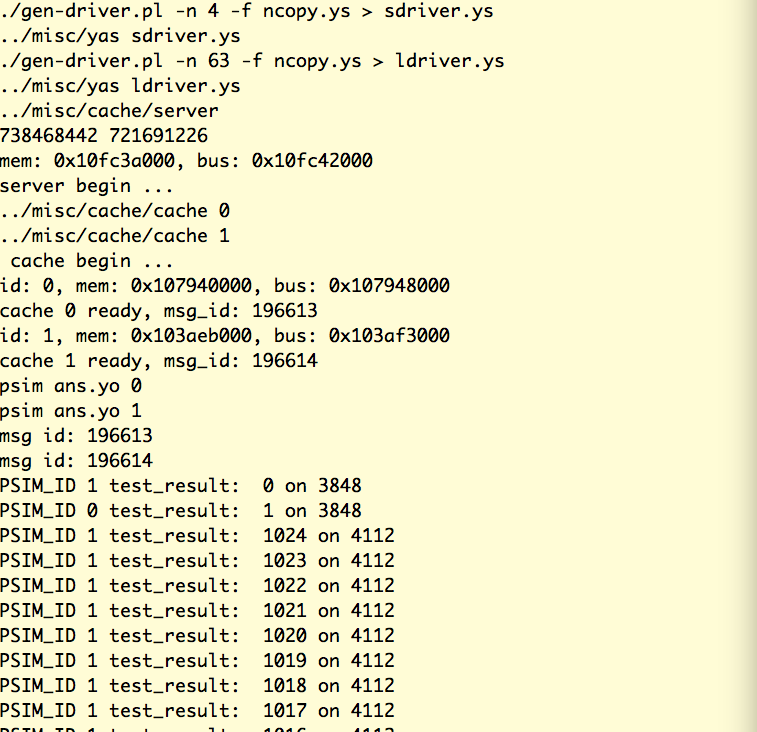 ./gen-driver.pl -n 4 -f ncopy.ys > sdriver.ys
../misc/yas sdriver.ys
./gen-driver.pl -n 63 -f ncopy.ys > ldriver.ys
../misc/yas ldriver.ys
../misc/cache/server
738468442 721691226
mem: 0x10fc3a000, bus: 0x10fc42000
server begin ...
../misc/cache/cache 0
../misc/cache/cache 1
cache begin ...
id: 0, mem: 0x107940000, bus: 0x107948000
cache 0 ready, msg_id: 196613
id: 1, mem: 0x103aeb000, bus: 0x103af3000
cache 1 ready, msg_id: 196614
psim ans.yo 0
psim ans.yo 1
msg id: 196613
msg id: 196614
PSIM_ID 1 test_result:  0 on 3848
PSIM_ID 0 test_result:  1 on 3848
PSIM_ID 1 test_result:  1024 on 4112
PSIM_ID 1 test_result:  1023 on 4112
PSIM_ID 1 test_result:  1022 on 4112
PSIM_ID 1 test_result:  1021 on 4112
PSIM_ID 1 test_result:  1020 on 4112
PSIM_ID 1 test_result:  1019 on 4112
PSIM_ID 1 test_result:  1018 on 4112
PSIM_ID 1 test_result:  1017 on 4112